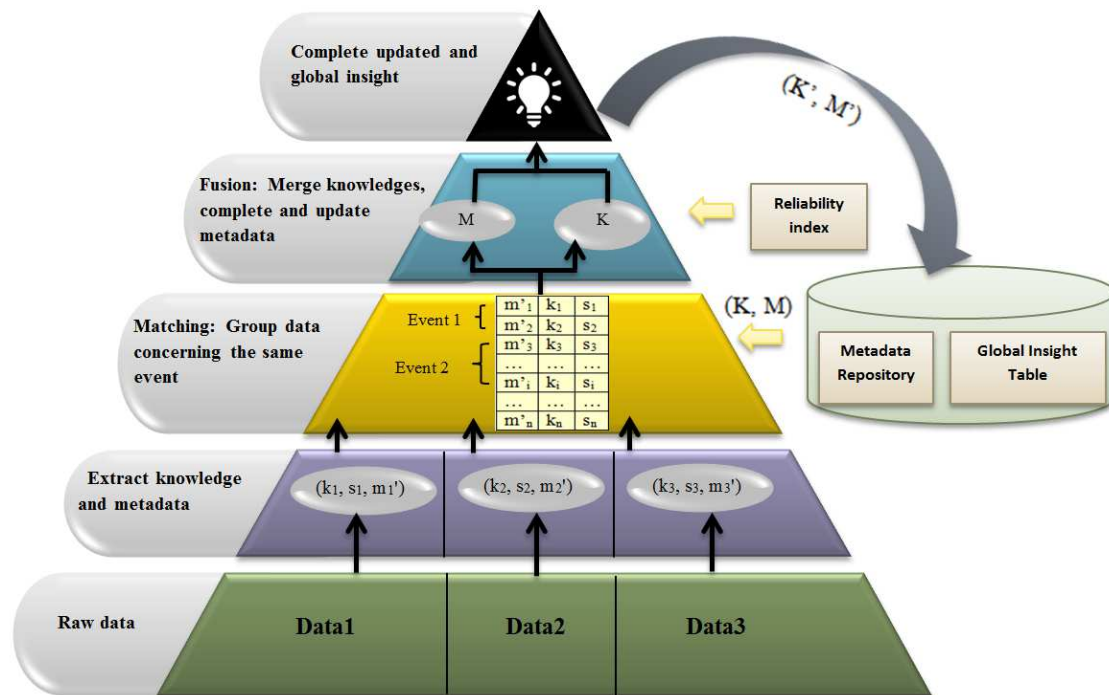 Complete updated and
global insight
(K’, M’)
Fusion: Merge knowledges,
complete and update
metadata
M
K
Reliability
index
Matching: Group data
concerning the same
event
Event 1
Event 2
m’1 k1 s1
m’2 k2 s2
m’3 k3 s3
... ... ...
m’i ki si
... ... ...
m’n kn sn
(K, M)
Metadata
Repository
Global Insight
Table
Extract knowledge
and metadata
(k1, s1, m1')
(k2, s2, m2')
(k3, s3, m3')
Raw data
Data1
Data2
Data3